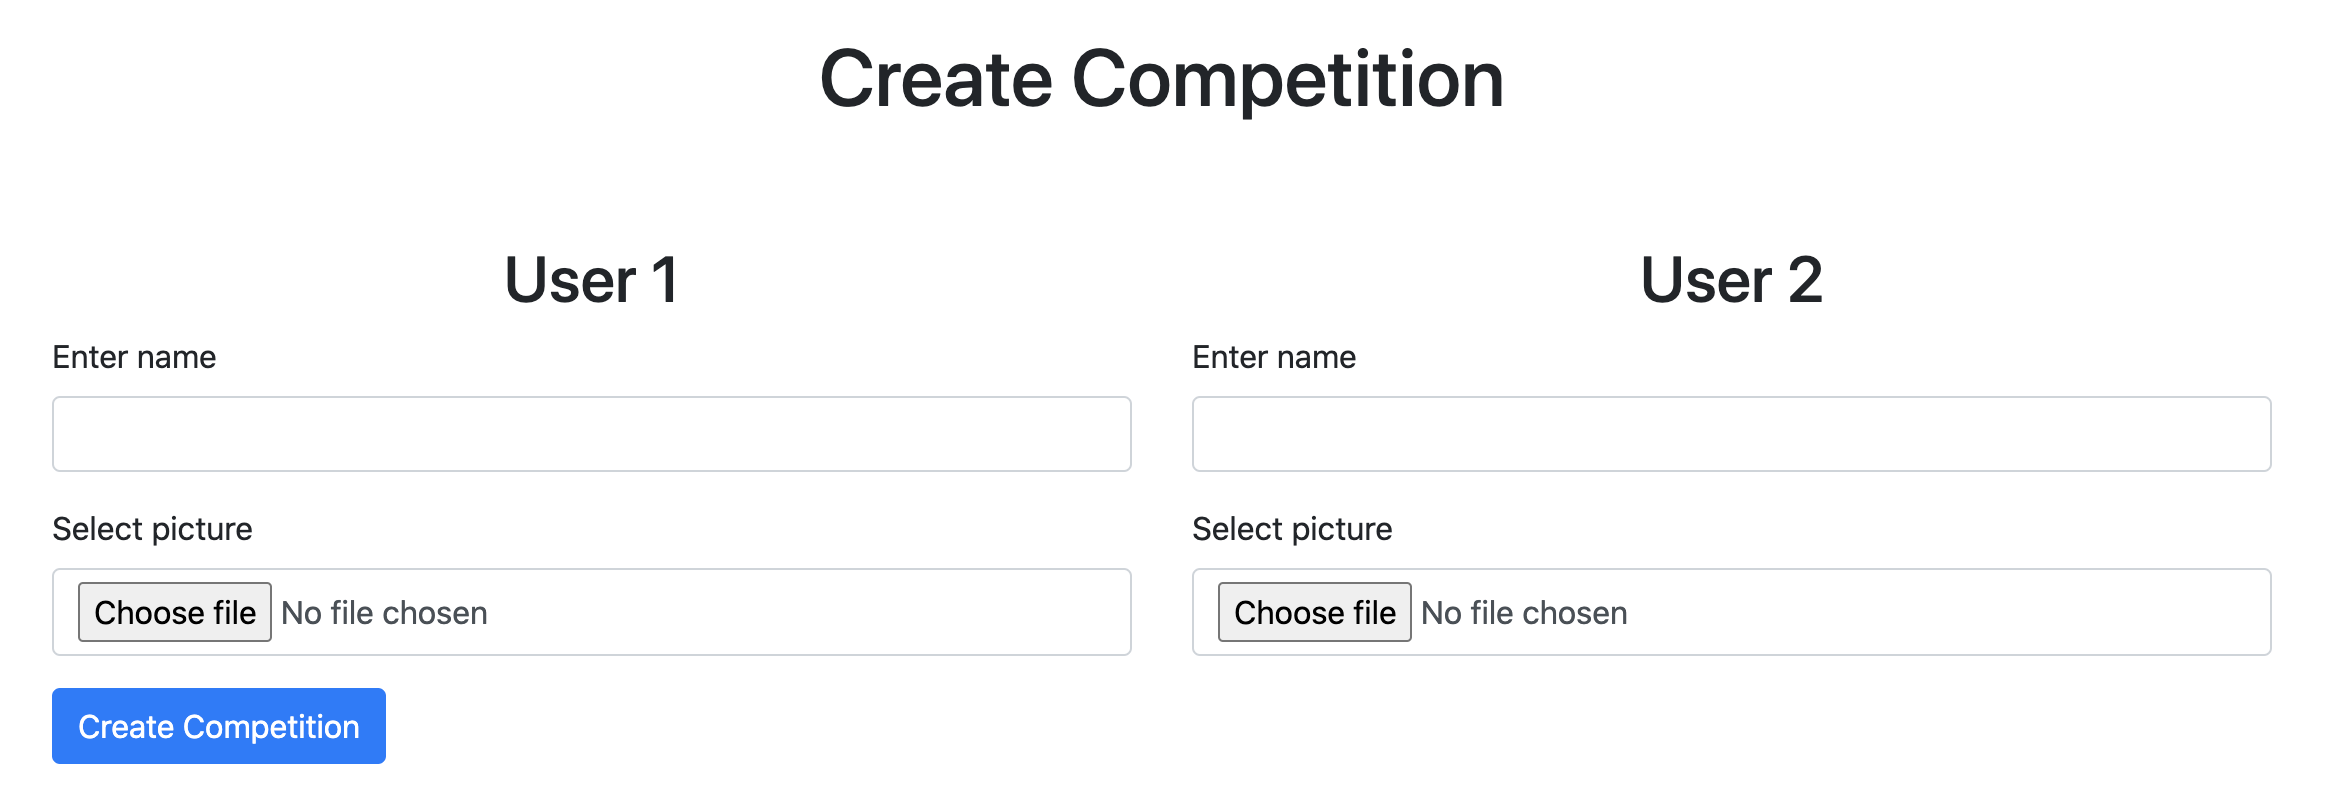 Create Competition
User 1
Enter name
Select picture
Choose file No file chosen
User 2
Enter name
Select picture
Choose file No file chosen
Create Competition